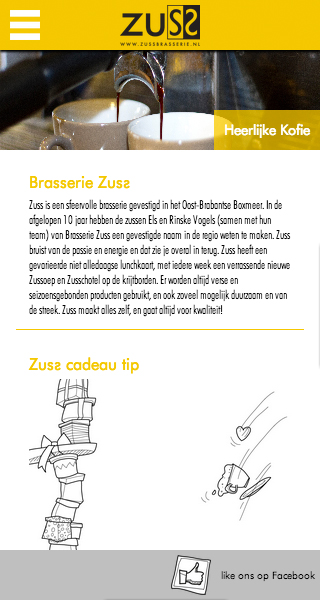 ZUSS
WWW.ZUSSBRASSERIE.NL
Heerlijke Kofie
Brasserie Zuss
Zuss is een sfeervolle brasserie gevestigd in het Oost-Brabantse Boxmeer. In de
afgelopen 10 jaar hebben de zussen Els en Rinske Vogels (samen met hun
team) van Brasserie Zuss een gevestigde naam in de regio weten te maken. Zuss
bruist van de passie en energie en dat zie je overal in terug. Zuss heeft een
gevarieerde niet alledaagse lunchkaart, met iedere week een verrassende nieuwe
Zussoep en Zusschotel op de krijtborden. Er worden altijd verse en
seizoensgebonden producten gebruikt, en ook zoveel mogelijk duurzaam en van
de streek. Zuss maakt alles zelf, en gaat altijd voor kwaliteit!
Zuss cadeau tip
like ons op Facebook